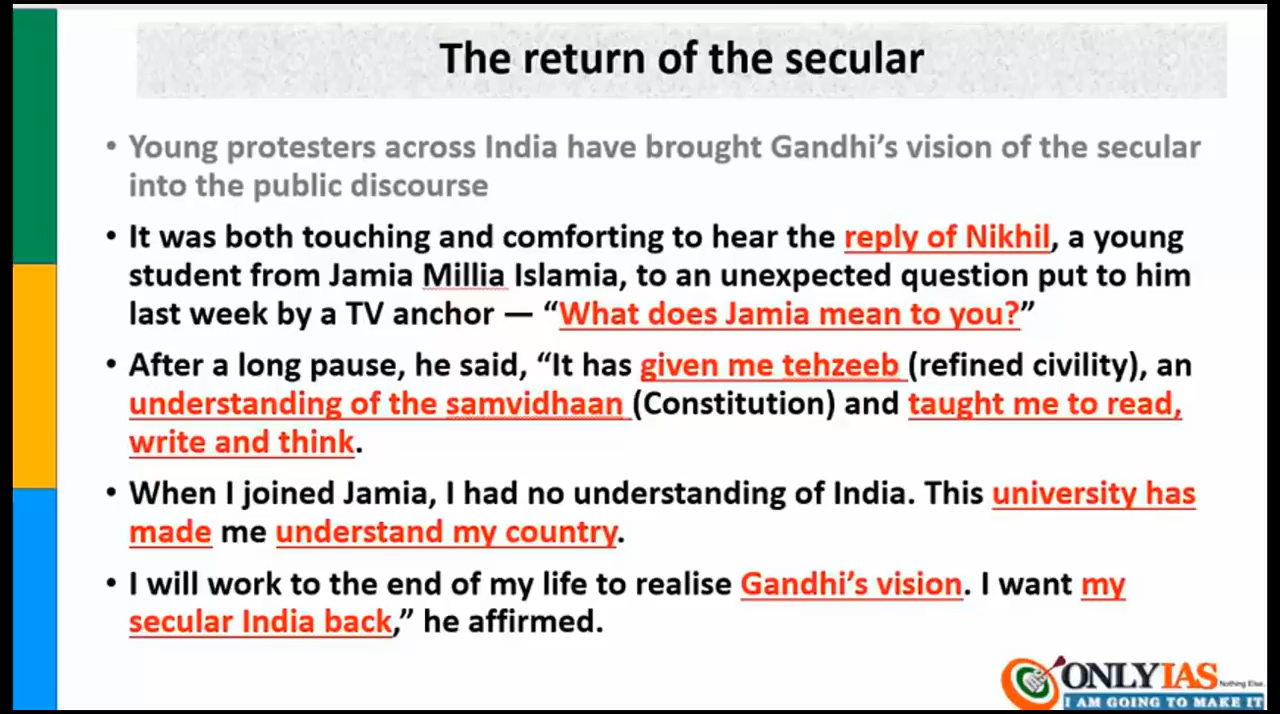 The return of the secular
• Young protesters across India have brought Gandhi’s vision of the secular
into the public discourse
• It was both touching and comforting to hear the reply of Nikhil, a young
student from Jamia Millia Islamia, to an unexpected question put to him
last week by a TV anchor — “What does Jamia mean to you?”
• After a long pause, he said, “It has given me tehzeeb (refined civility), an
understanding of the samvidhaan (Constitution) and taught me to read,
write and think.
• When I joined Jamia, I had no understanding of India. This university has
made me understand my country.
• I will work to the end of my life to realise Gandhi’s vision. I want my
secular India back,” he affirmed.
ONLYIAS Nothing Else..
I AM GOING TO MAKE IT